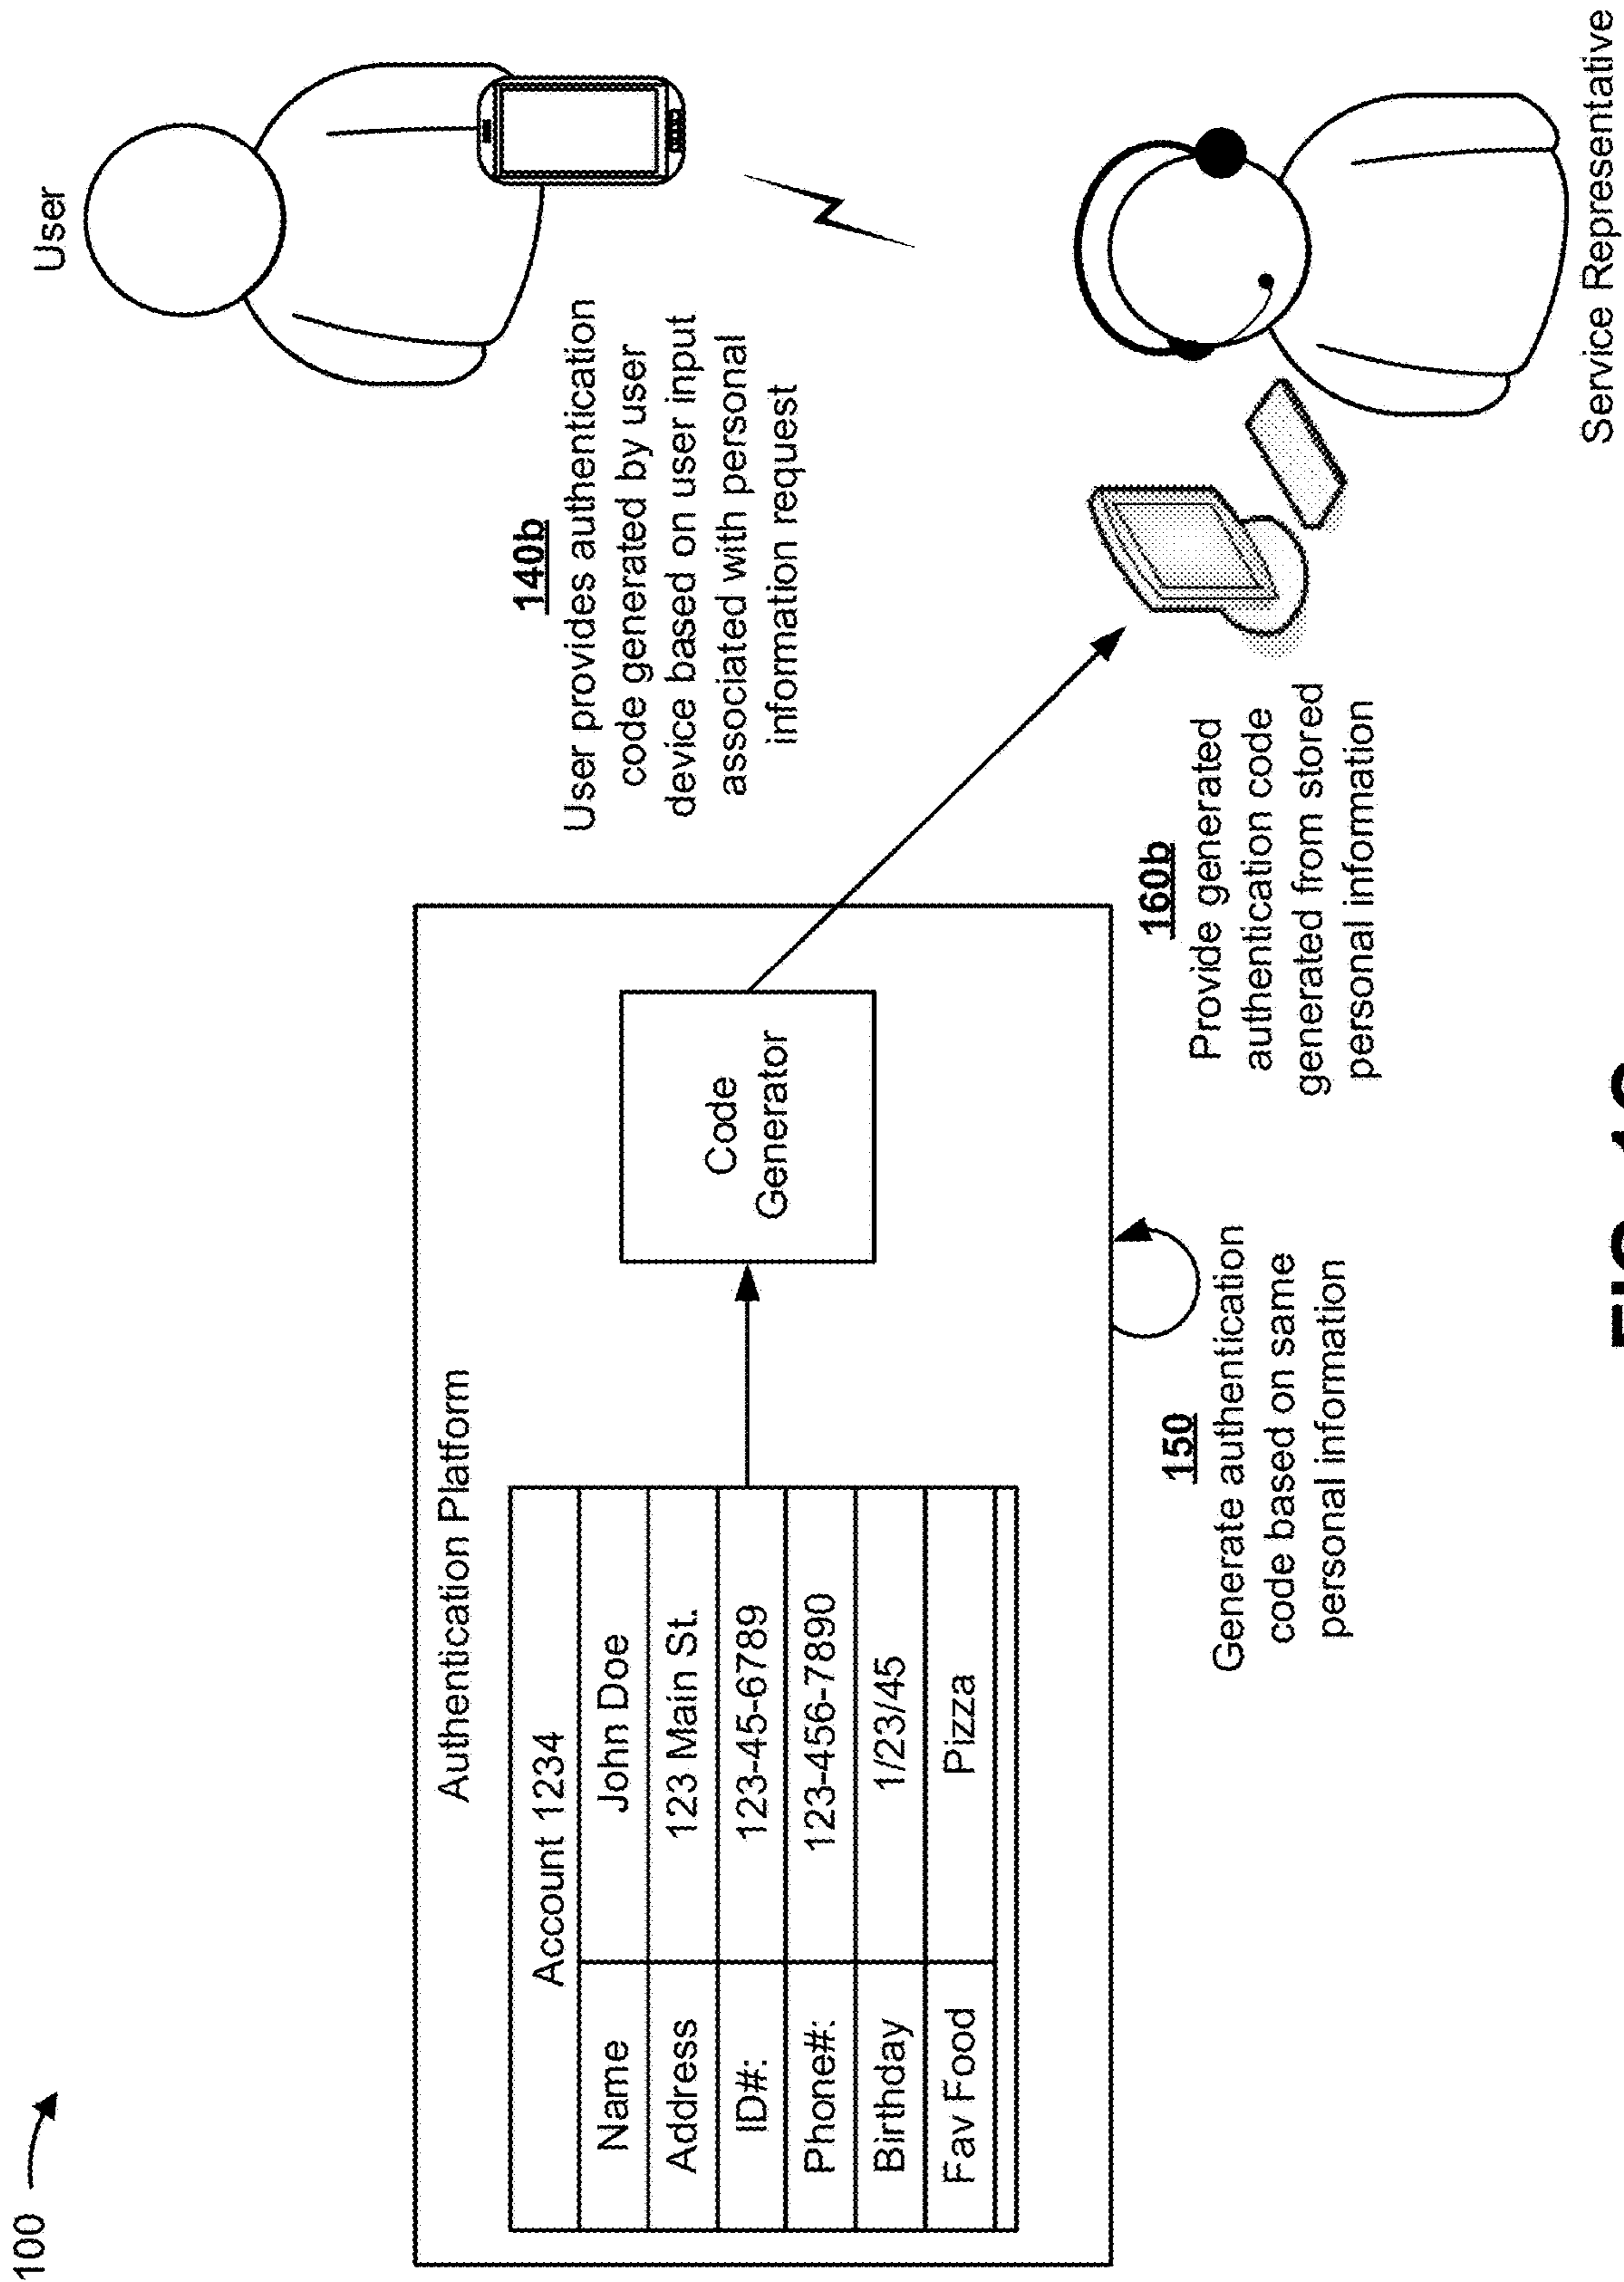 100
Authentication Platform
Account 1234
Name John Doe
Address 123 Main St.
ID#: 123-45-6789
Phone#: 123-456-7890
Birthday 1/23/45
Fav Food Pizza
Code
Generator
150
Generate authentication
code based on same
personal information
User
140b
User provides authentication
code generated by user
device based on user input
associated with personal
information request
160b
Provide generated
authentication code
generated from stored
personal information
Service Representative